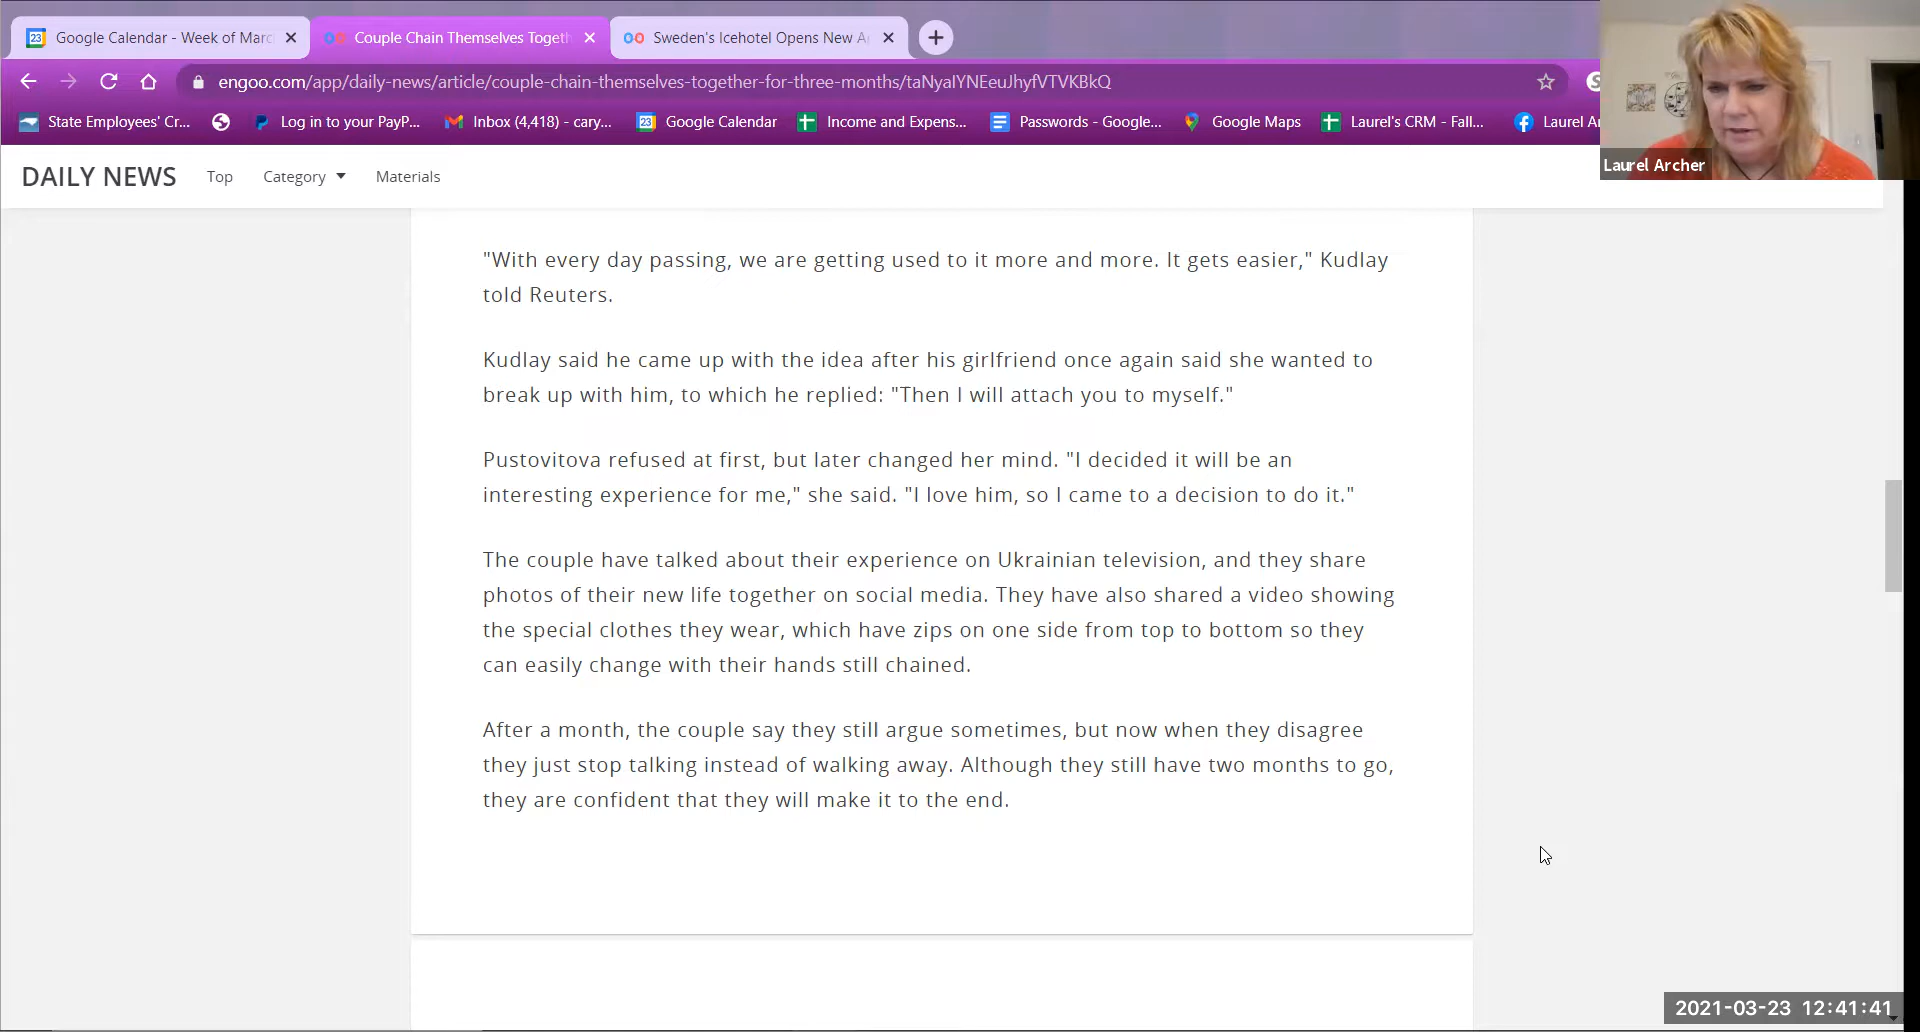 Google Calendar - Week of Marc
Couple Chain Themselves Togeth
Sweden's Icehotel Opens New A
engoo.com/app/daily-news/article/couple-chain-themselves-together-for-three-months/taNyaIYNEeuJhyfVTVKBkQ
State Employees' Cr...
Log in to your PayP...
Inbox (4,418) - cary...
Google Calendar
Income and Expens...
Passwords - Google...
Google Maps
Laurel's CRM - Fall...
Laurel Ar
Laurel Archer
DAILY NEWS
Top
Category
Materials
"With every day passing, we are getting used to it more and more. It gets easier," Kudlay
told Reuters.
Kudlay said he came up with the idea after his girlfriend once again said she wanted to
break up with him, to which he replied: "Then I will attach you to myself."
Pustovitova refused at first, but later changed her mind. "I decided it will be an
interesting experience for me," she said. "I love him, so I came to a decision to do it."
The couple have talked about their experience on Ukrainian television, and they share
photos of their new life together on social media. They have also shared a video showing
the special clothes they wear, which have zips on one side from top to bottom so they
can easily change with their hands still chained.
After a month, the couple say they still argue sometimes, but now when they disagree
they just stop talking instead of walking away. Although they still have two months to go,
they are confident that they will make it to the end.
2021-03-23 12:41:41